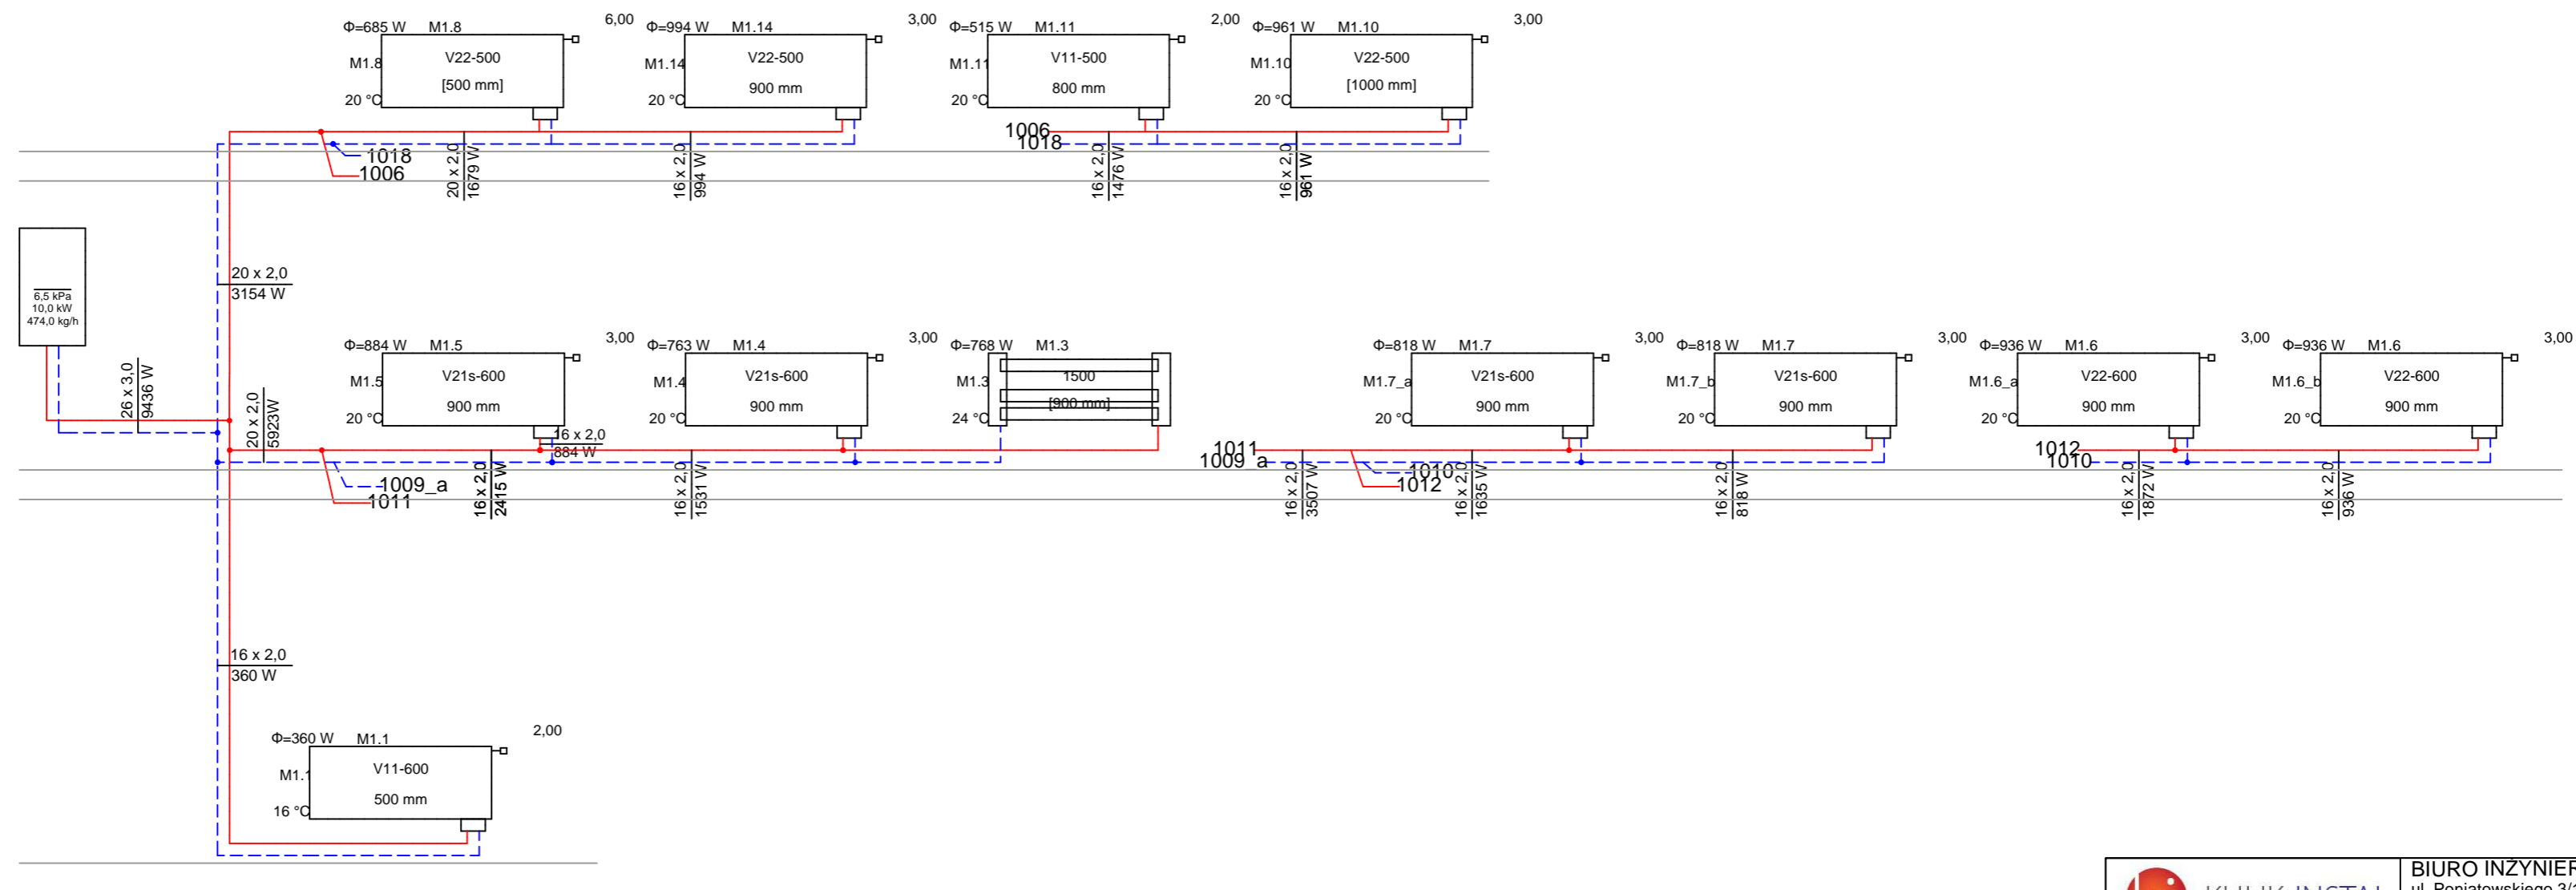 Φ=685 W M1.8 6,00
M1.8
V22-500
[500 mm]
20 °C
Φ=994 W M1.14 3,00
M1.14
V22-500
900 mm
20 °C
Φ=515 W M1.11 2,00
M1.11
V11-500
800 mm
20 °C
Φ=961 W M1.10 3,00
M1.10
V22-500
[1000 mm]
20 °C
1018
1006
20 x 2,0
1679 W
16 x 2,0
994 W
1006
1018
16 x 2,0
1476 W
16 x 2,0
961 W
6,5 kPa
10,0 kW
474,0 kg/h
20 x 2,0
3154 W
26 x 3,0
9436 W
20 x 2,0
5923W
Φ=884 W M1.5 3,00
M1.5
V21s-600
900 mm
20 °C
16 x 2,0
884 W
Φ=763 W M1.4 3,00
M1.4
V21s-600
900 mm
20 °C
Φ=768 W M1.3
M1.3
1500
[900 mm]
24 °C
Φ=818 W M1.7 3,00
M1.7_a
V21s-600
900 mm
20 °C
Φ=818 W M1.7 3,00
M1.7_b
V21s-600
900 mm
20 °C
Φ=936 W M1.6 3,00
M1.6_a
V22-600
900 mm
20 °C
Φ=936 W M1.6 3,00
M1.6_b
V22-600
900 mm
20 °C
1009_a
1011
16 x 2,0
2415 W
16 x 2,0
1531 W
1011
1009_a
16 x 2,0
3507 W
1010
1012
16 x 2,0
1635 W
16 x 2,0
818 W
1012
1010
16 x 2,0
1872 W
16 x 2,0
936 W
16 x 2,0
360 W
Φ=360 W M1.1 2,00
M1.1
V11-600
500 mm
16 °C